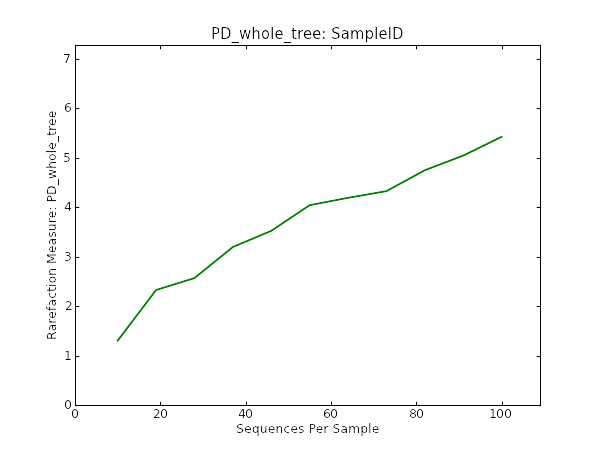 PD_whole_tree: SampleID
Rarefaction Measure: PD_whole_tree
7
6
5
4
3
2
1
0
0 20 40 60 80 100
Sequences Per Sample